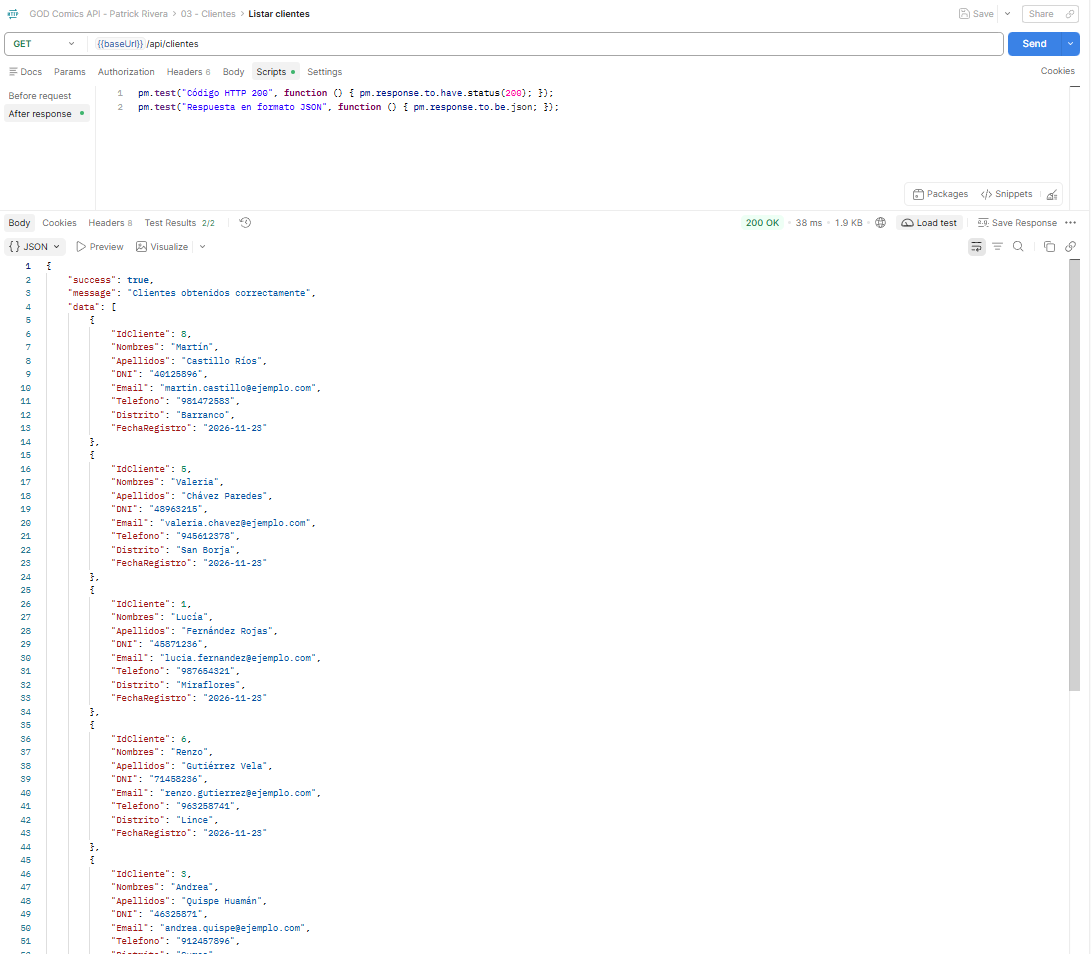 GOD Comics API - Patrick Rivera > 03 - Clientes > Listar clientes
Save
Share
GET
{{baseUrl}} /api/clientes
Send
Docs Params Authorization Headers 6 Body Scripts Settings
Cookies
Before request
After response
1 pm.test("Código HTTP 200", function () { pm.response.to.have.status(200); });
2 pm.test("Respuesta en formato JSON", function () { pm.response.to.be.json; });
Packages </> Snippets
Body Cookies Headers 8 Test Results 2/2
200 OK • 38 ms • 1.9 KB
Load test
Save Response
{} JSON Preview Visualize
1 {
2 "success": true,
3 "message": "Clientes obtenidos correctamente",
4 "data": [
5 {
6 "IdCliente": 8,
7 "Nombres": "Martín",
8 "Apellidos": "Castillo Ríos",
9 "DNI": "40125896",
10 "Email": "martin.castillo@ejemplo.com",
11 "Telefono": "981472583",
12 "Distrito": "Barranco",
13 "FechaRegistro": "2026-11-23"
14 },
15 {
16 "IdCliente": 5,
17 "Nombres": "Valeria",
18 "Apellidos": "Chávez Paredes",
19 "DNI": "48963215",
20 "Email": "valeria.chavez@ejemplo.com",
21 "Telefono": "945612378",
22 "Distrito": "San Borja",
23 "FechaRegistro": "2026-11-23"
24 },
25 {
26 "IdCliente": 1,
27 "Nombres": "Lucía",
28 "Apellidos": "Fernández Rojas",
29 "DNI": "45871236",
30 "Email": "lucia.fernandez@ejemplo.com",
31 "Telefono": "987654321",
32 "Distrito": "Miraflores",
33 "FechaRegistro": "2026-11-23"
34 },
35 {
36 "IdCliente": 6,
37 "Nombres": "Renzo",
38 "Apellidos": "Gutiérrez Vela",
39 "DNI": "71458236",
40 "Email": "renzo.gutierrez@ejemplo.com",
41 "Telefono": "963258741",
42 "Distrito": "Lince",
43 "FechaRegistro": "2026-11-23"
44 },
45 {
46 "IdCliente": 3,
47 "Nombres": "Andrea",
48 "Apellidos": "Quispe Huamán",
49 "DNI": "46325871",
50 "Email": "andrea.quispe@ejemplo.com",
51 "Telefono": "912457896",